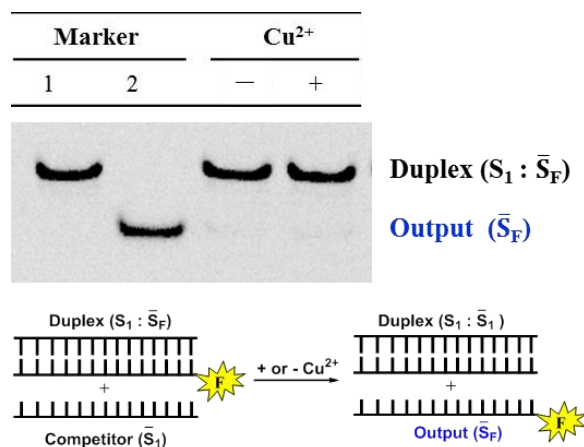 Marker Cu²⁺
1 2 － +
Duplex (S₁ : S̄F)
Output (S̄F)
Duplex (S₁ : S̄F)
+
F
Competitor (S̄₁)
+ or - Cu²⁺
Duplex (S₁ : S̄₁ )
+
F
Output (S̄F)